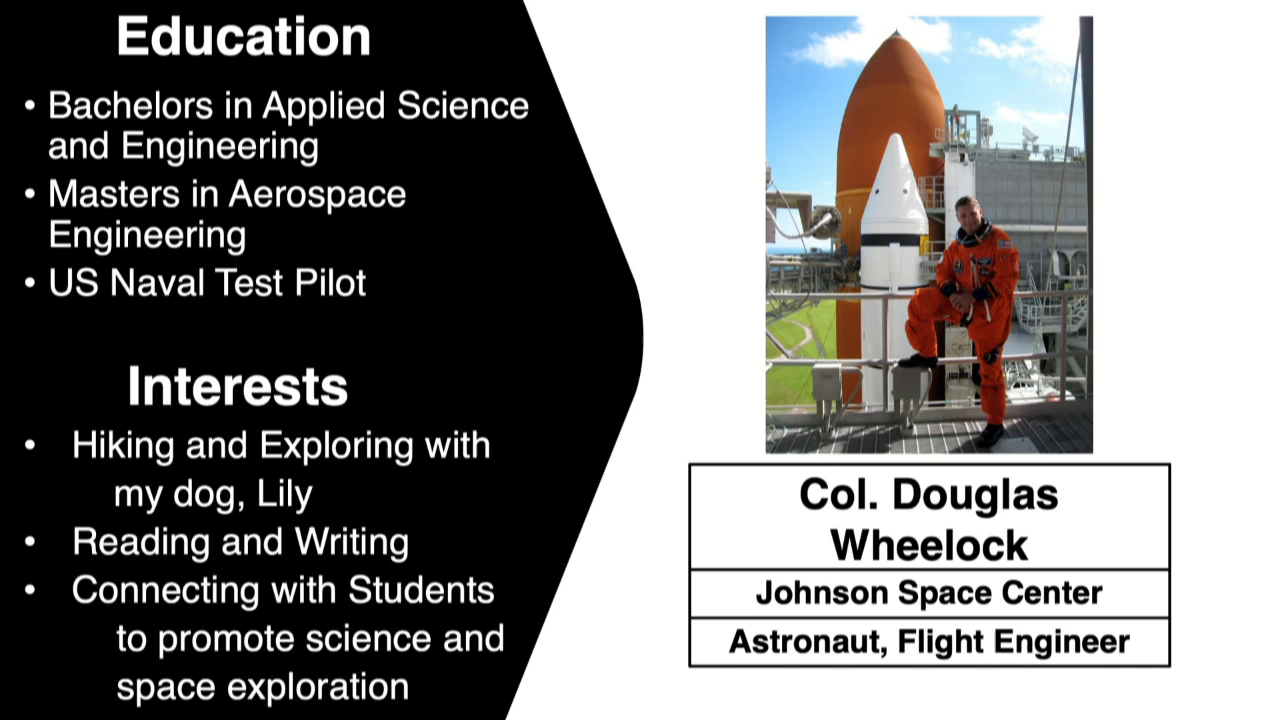 Education
• Bachelors in Applied Science
and Engineering
• Masters in Aerospace
Engineering
• US Naval Test Pilot
Interests
• Hiking and Exploring with
my dog, Lily
• Reading and Writing
• Connecting with Students
to promote science and
space exploration
Col. Douglas
Wheelock
Johnson Space Center
Astronaut, Flight Engineer